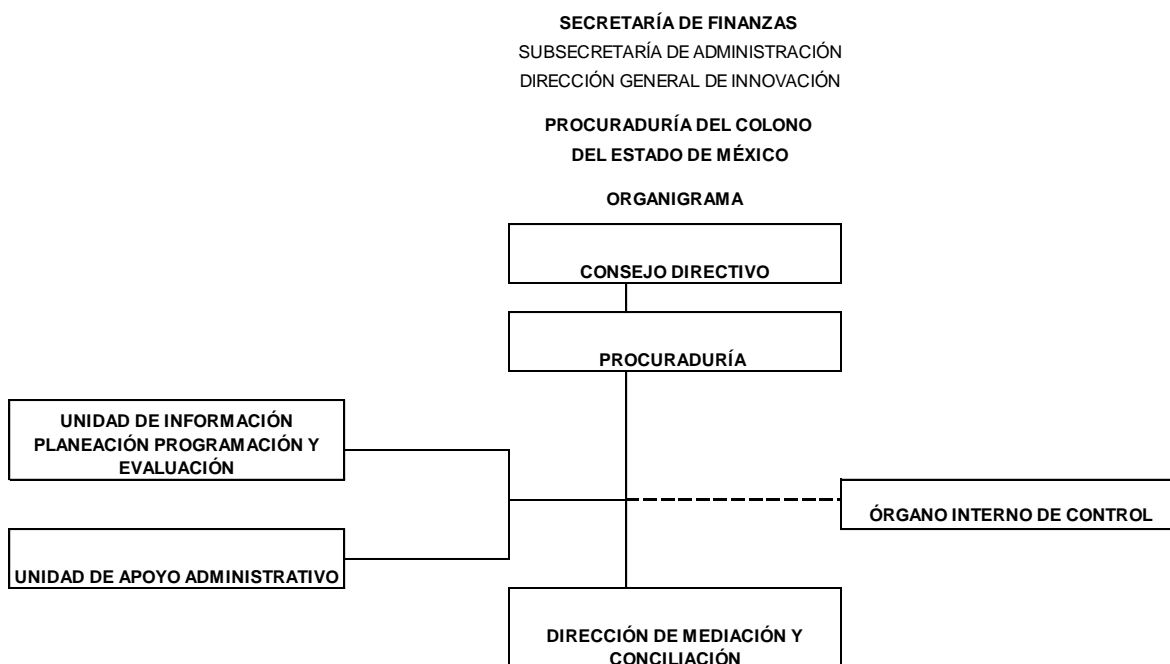 SECRETARÍA DE FINANZAS
SUBSECRETARÍA DE ADMINISTRACIÓN
DIRECCIÓN GENERAL DE INNOVACIÓN
PROCURADURÍA DEL COLONO
DEL ESTADO DE MÉXICO
ORGANIGRAMA
CONSEJO DIRECTIVO
PROCURADURÍA
UNIDAD DE INFORMACIÓN
PLANEACIÓN PROGRAMACIÓN Y
EVALUACIÓN
ÓRGANO INTERNO DE CONTROL
UNIDAD DE APOYO ADMINISTRATIVO
DIRECCIÓN DE MEDIACIÓN Y
CONCILIACIÓN